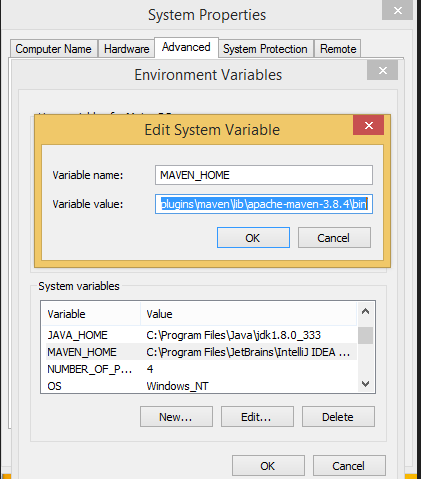 System Properties
Computer Name Hardware Advanced System Protection Remote
Environment Variables
Edit System Variable
Variable name: MAVEN_HOME
Variable value: plugins\maven\lib\apache-maven-3.8.4\bin
OK Cancel
System variables
Variable Value
JAVA_HOME C:\Program Files\Java\jdk1.8.0_333
MAVEN_HOME C:\Program Files\JetBrains\IntelliJ IDEA ...
NUMBER_OF_P... 4
OS Windows_NT
New... Edit... Delete
OK Cancel